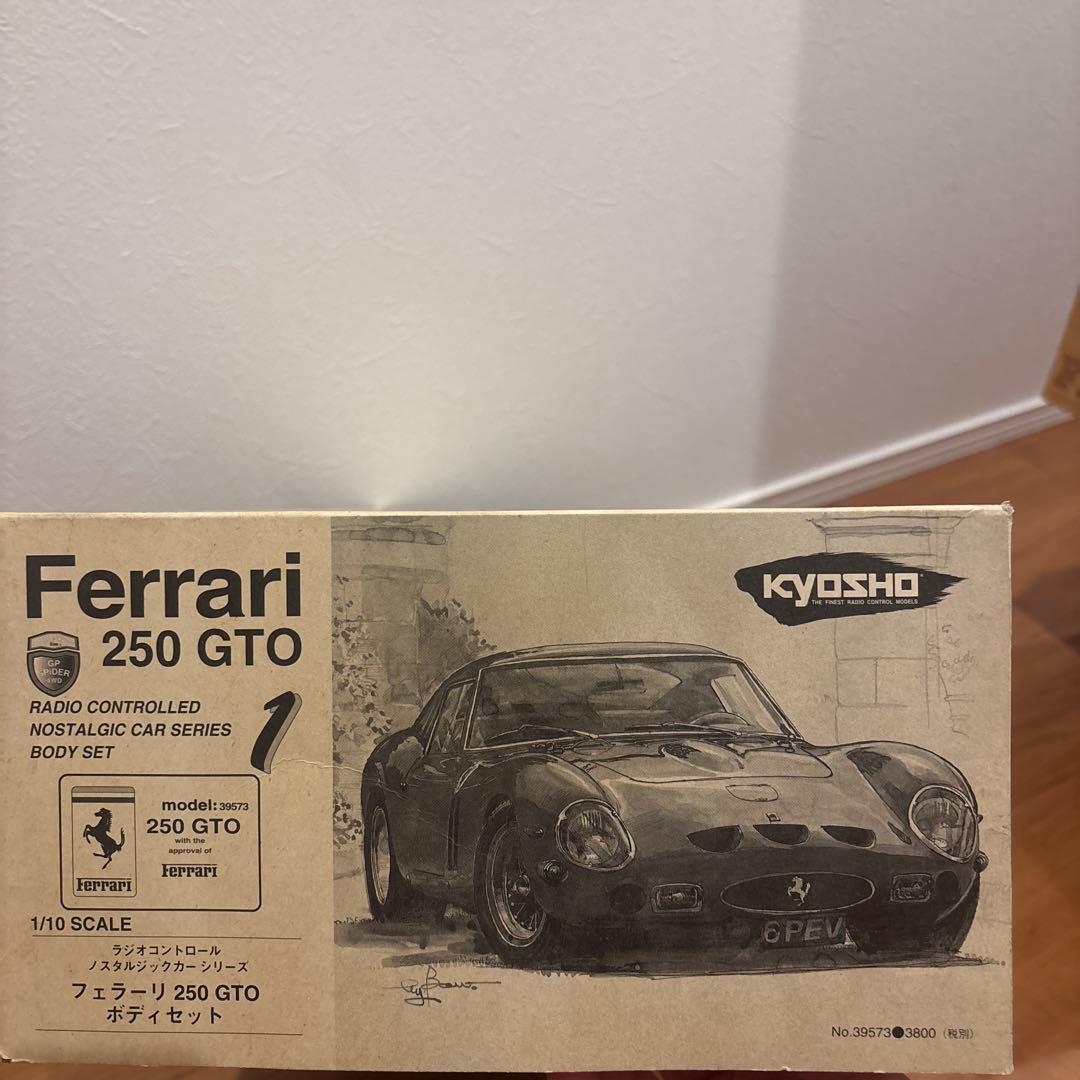 Ferrari
250 GTO
GP
SPIDER
4WD
RADIO CONTROLLED
NOSTALGIC CAR SERIES
BODY SET
1
model: 39573
250 GTO
with the
approval of
Ferrari
Ferrari
1/10 SCALE
ラジオコントロール
ノスタルジックカー シリーズ
フェラーリ 250 GTO
ボディセット
KYOSHO
THE FINEST RADIO CONTROL MODELS
6PEV
No.39573●3800（税別）